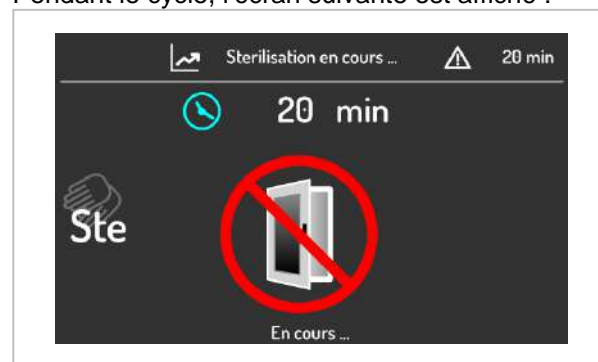 Pendant le cycle, l'écran suivante est affiché :
Sterilisation en cours ... 20 min
20 min
Ste
En cours ...